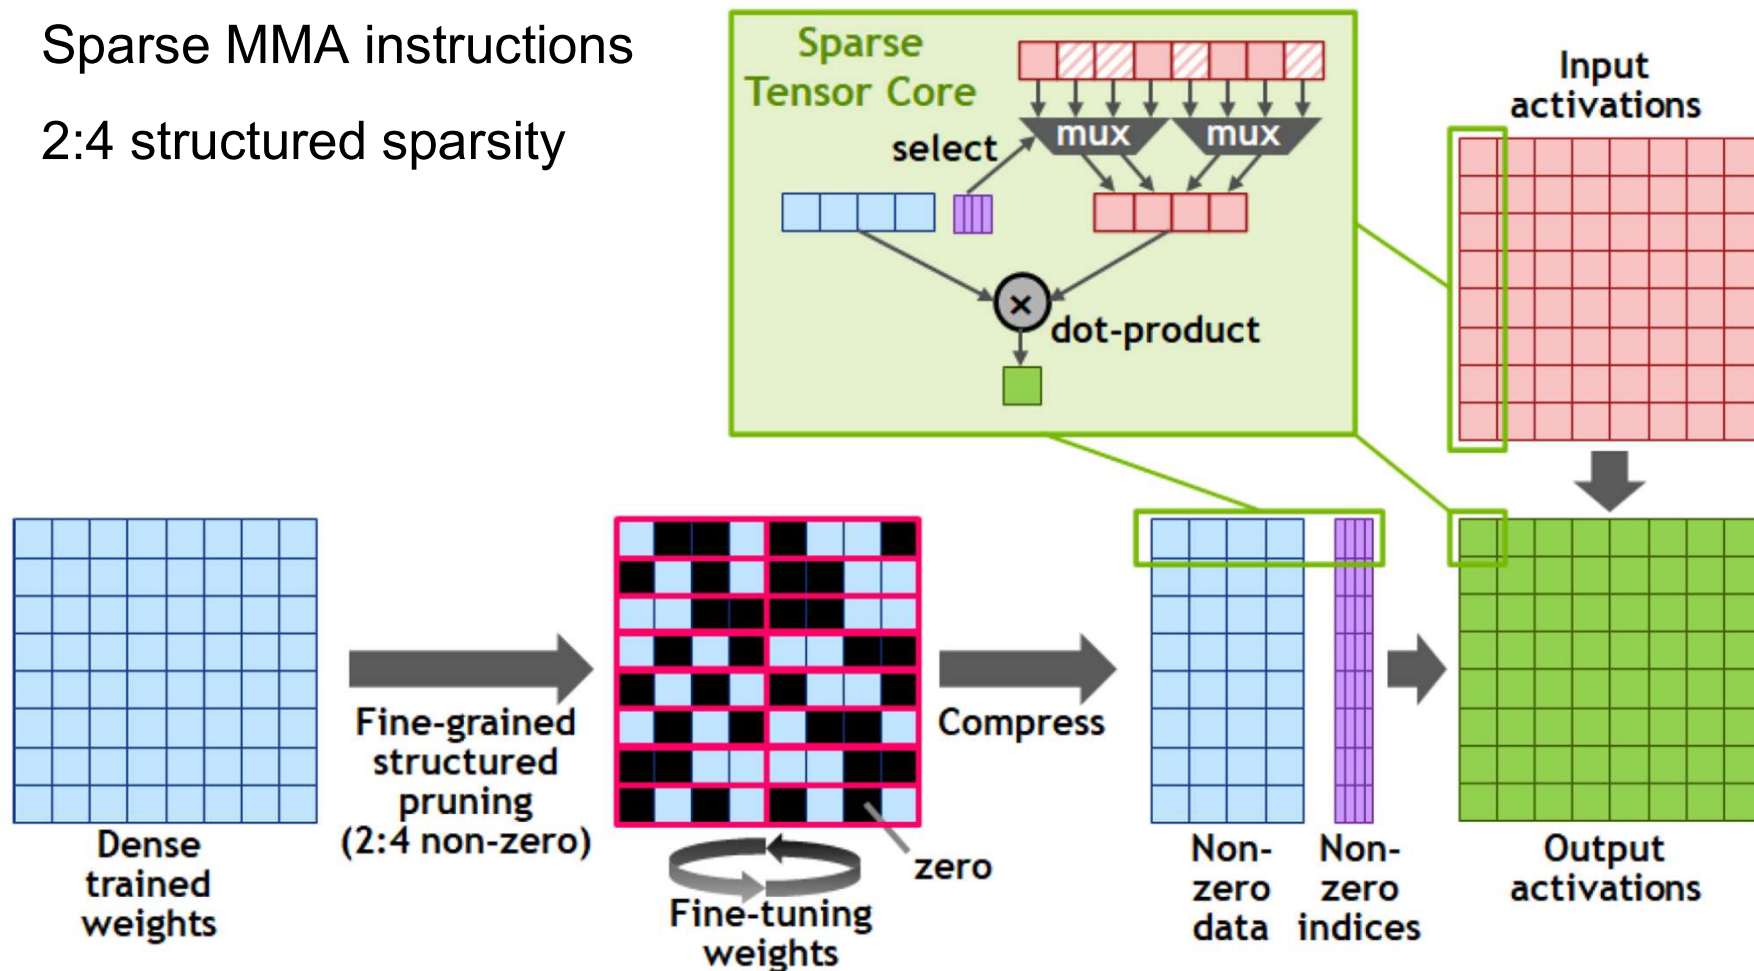 Sparse MMA instructions
2:4 structured sparsity
Sparse
Tensor Core
mux
mux
select
×
dot-product
Input
activations
Dense
trained
weights
Fine-grained
structured
pruning
(2:4 non-zero)
zero
Fine-tuning
weights
Compress
Non-
zero
data
Non-
zero
indices
Output
activations